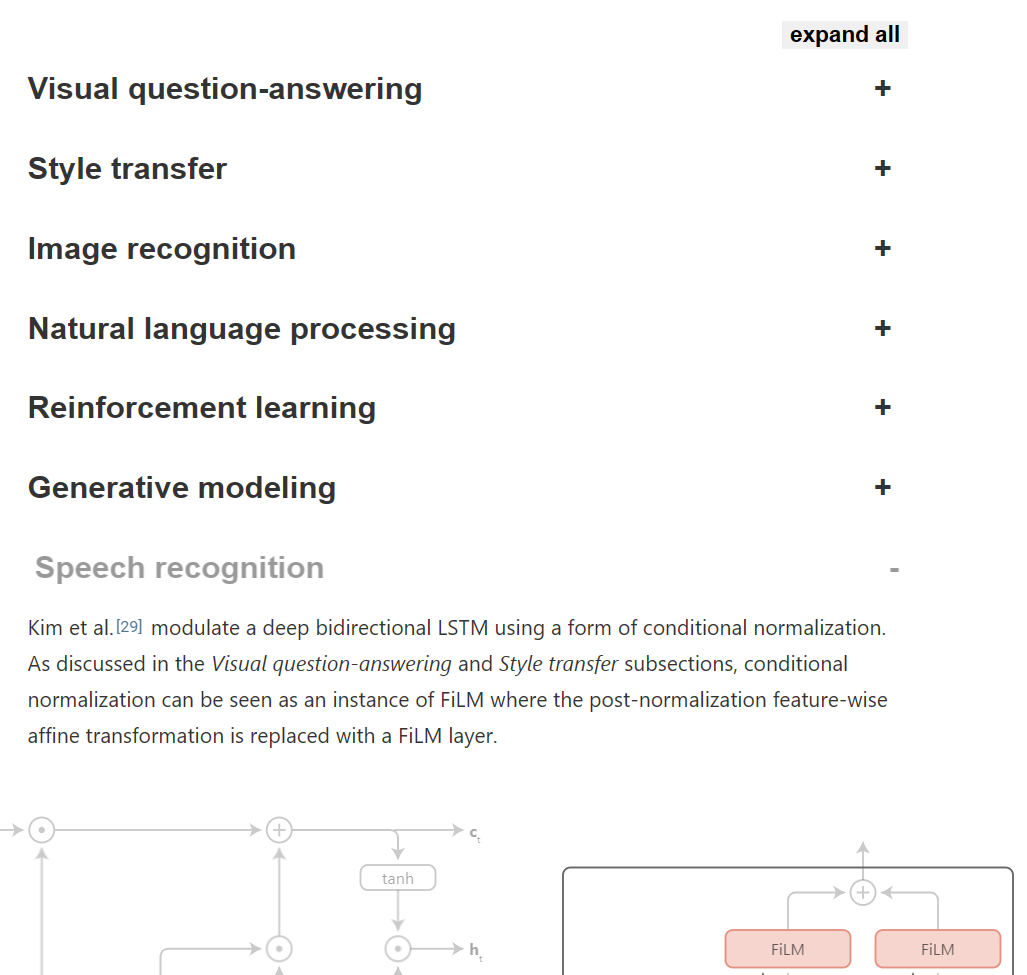 expand all
Visual question-answering +
Style transfer +
Image recognition +
Natural language processing +
Reinforcement learning +
Generative modeling +
Speech recognition -
Kim et al.[29] modulate a deep bidirectional LSTM using a form of conditional normalization.
As discussed in the Visual question-answering and Style transfer subsections, conditional
normalization can be seen as an instance of FiLM where the post-normalization feature-wise
affine transformation is replaced with a FiLM layer.
c_t
tanh
h_t
FiLM FiLM